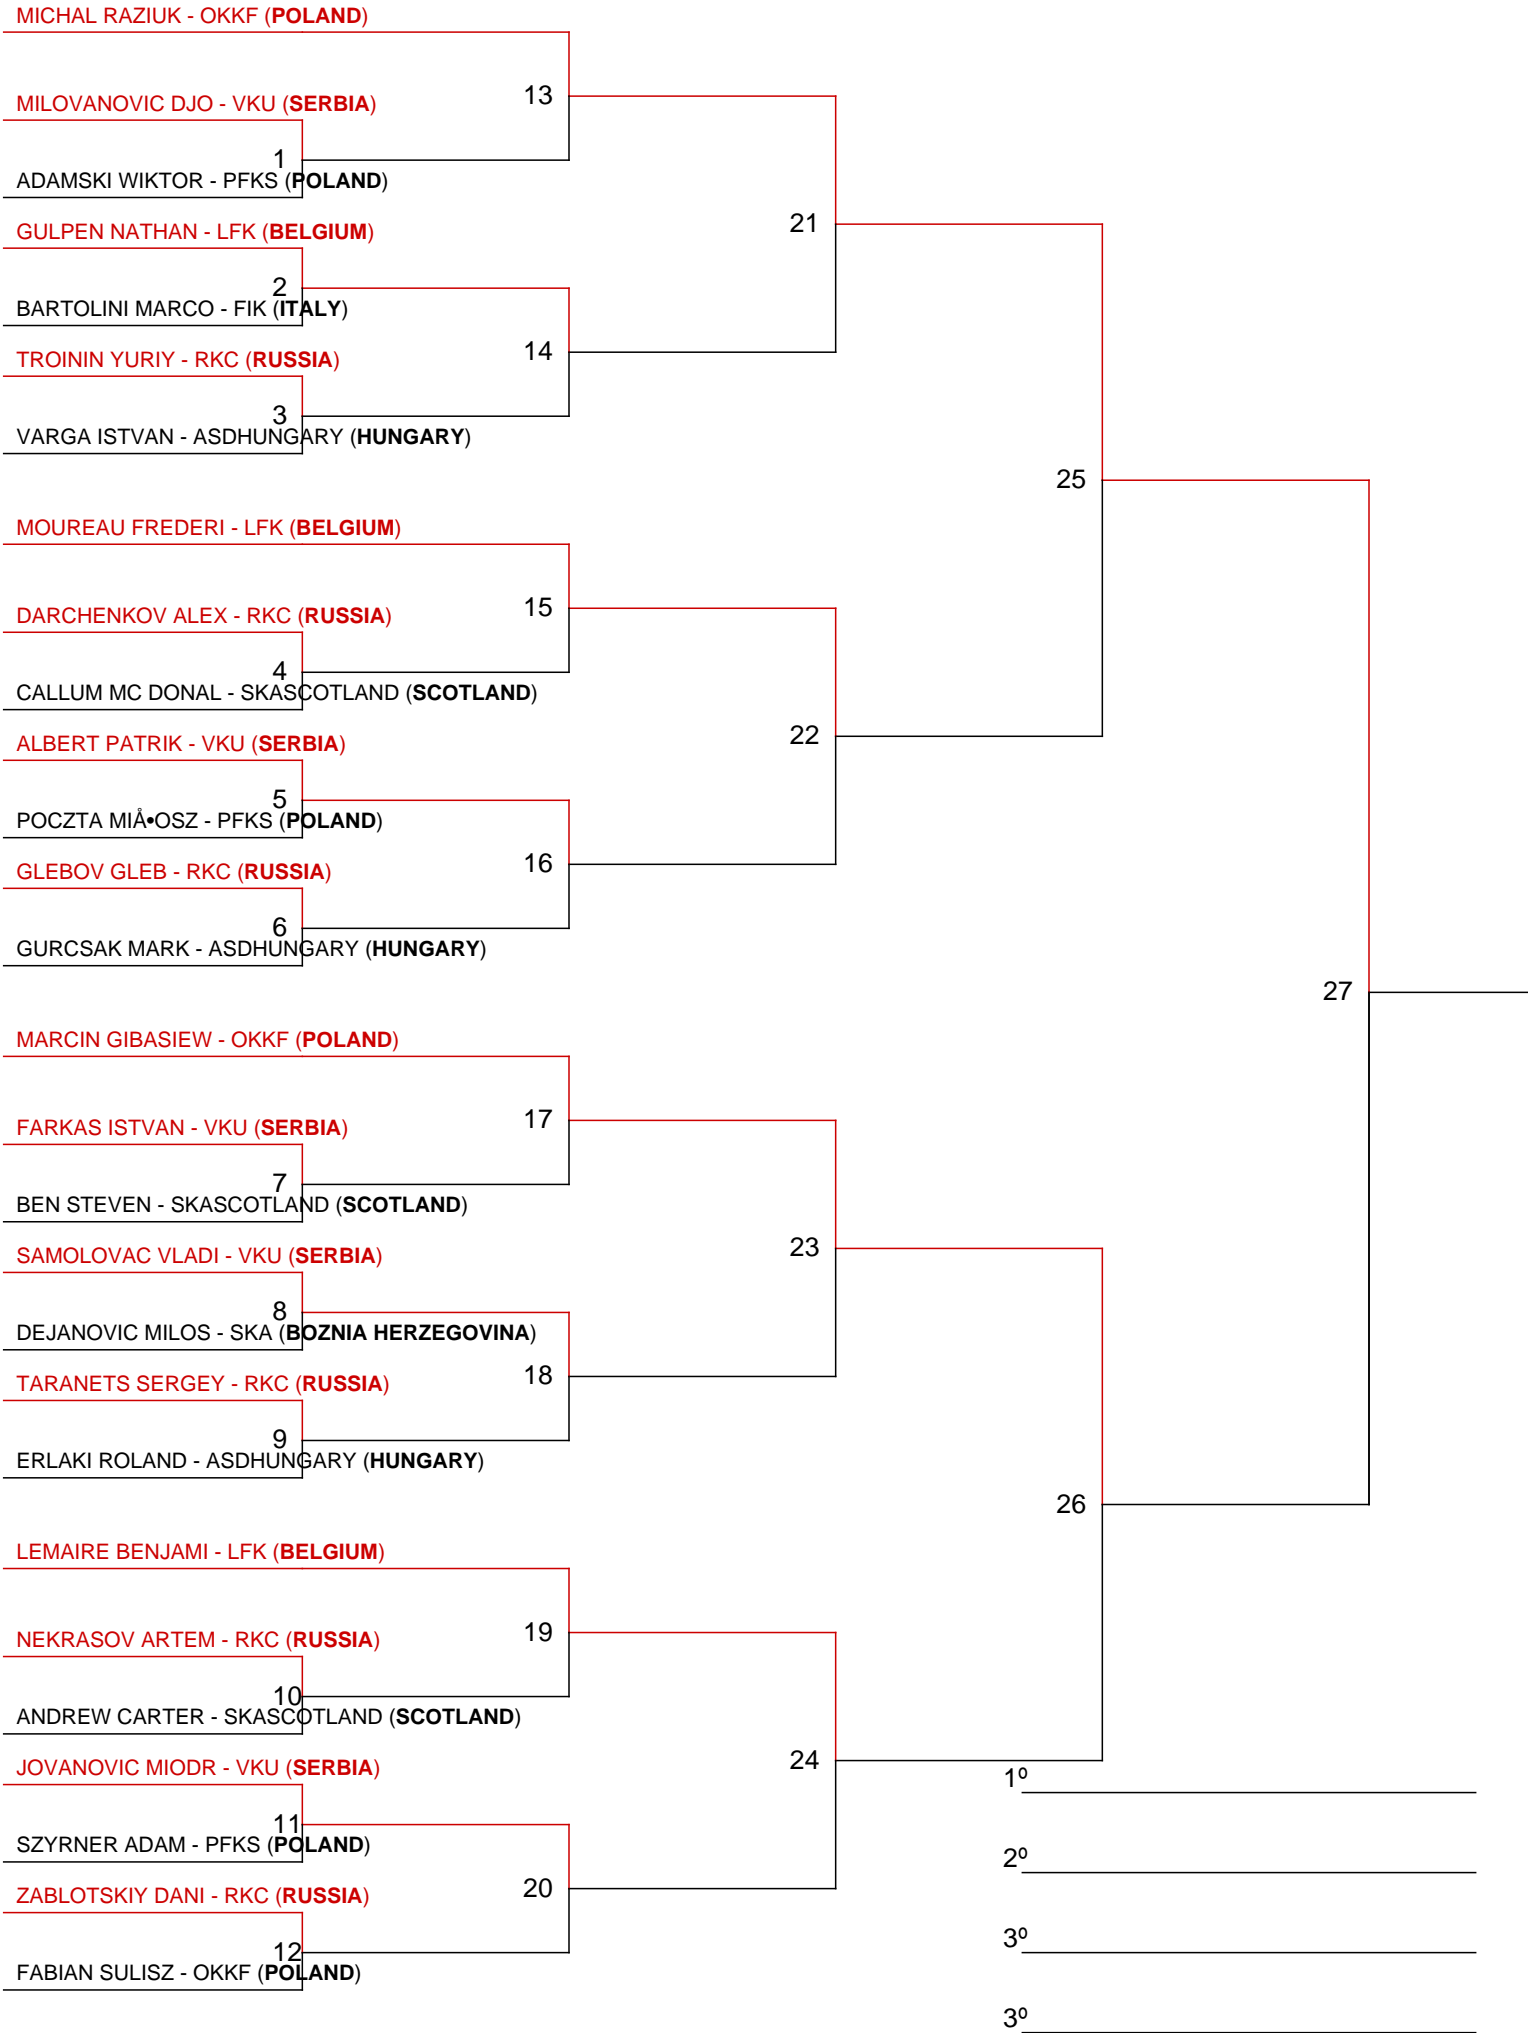 MICHAL RAZIUK - OKKF (POLAND)
13
MILOVANOVIC DJO - VKU (SERBIA)
1
ADAMSKI WIKTOR - PFKS (POLAND)
21
GULPEN NATHAN - LFK (BELGIUM)
2
BARTOLINI MARCO - FIK (ITALY)
14
TROININ YURIY - RKC (RUSSIA)
3
VARGA ISTVAN - ASDHUNGARY (HUNGARY)
25
MOUREAU FREDERI - LFK (BELGIUM)
15
DARCHENKOV ALEX - RKC (RUSSIA)
4
CALLUM MC DONAL - SKASCOTLAND (SCOTLAND)
22
ALBERT PATRIK - VKU (SERBIA)
5
POCZTA MIÅ•OSZ - PFKS (POLAND)
16
GLEBOV GLEB - RKC (RUSSIA)
6
GURCSAK MARK - ASDHUNGARY (HUNGARY)
27
MARCIN GIBASIEW - OKKF (POLAND)
17
FARKAS ISTVAN - VKU (SERBIA)
7
BEN STEVEN - SKASCOTLAND (SCOTLAND)
23
SAMOLOVAC VLADI - VKU (SERBIA)
8
DEJANOVIC MILOS - SKA (BOZNIA HERZEGOVINA)
18
TARANETS SERGEY - RKC (RUSSIA)
9
ERLAKI ROLAND - ASDHUNGARY (HUNGARY)
26
LEMAIRE BENJAMI - LFK (BELGIUM)
19
NEKRASOV ARTEM - RKC (RUSSIA)
10
ANDREW CARTER - SKASCOTLAND (SCOTLAND)
24
JOVANOVIC MIODR - VKU (SERBIA)
1º
11
SZYRNER ADAM - PFKS (POLAND)
2º
20
ZABLOTSKIY DANI - RKC (RUSSIA)
3º
12
FABIAN SULISZ - OKKF (POLAND)
3º